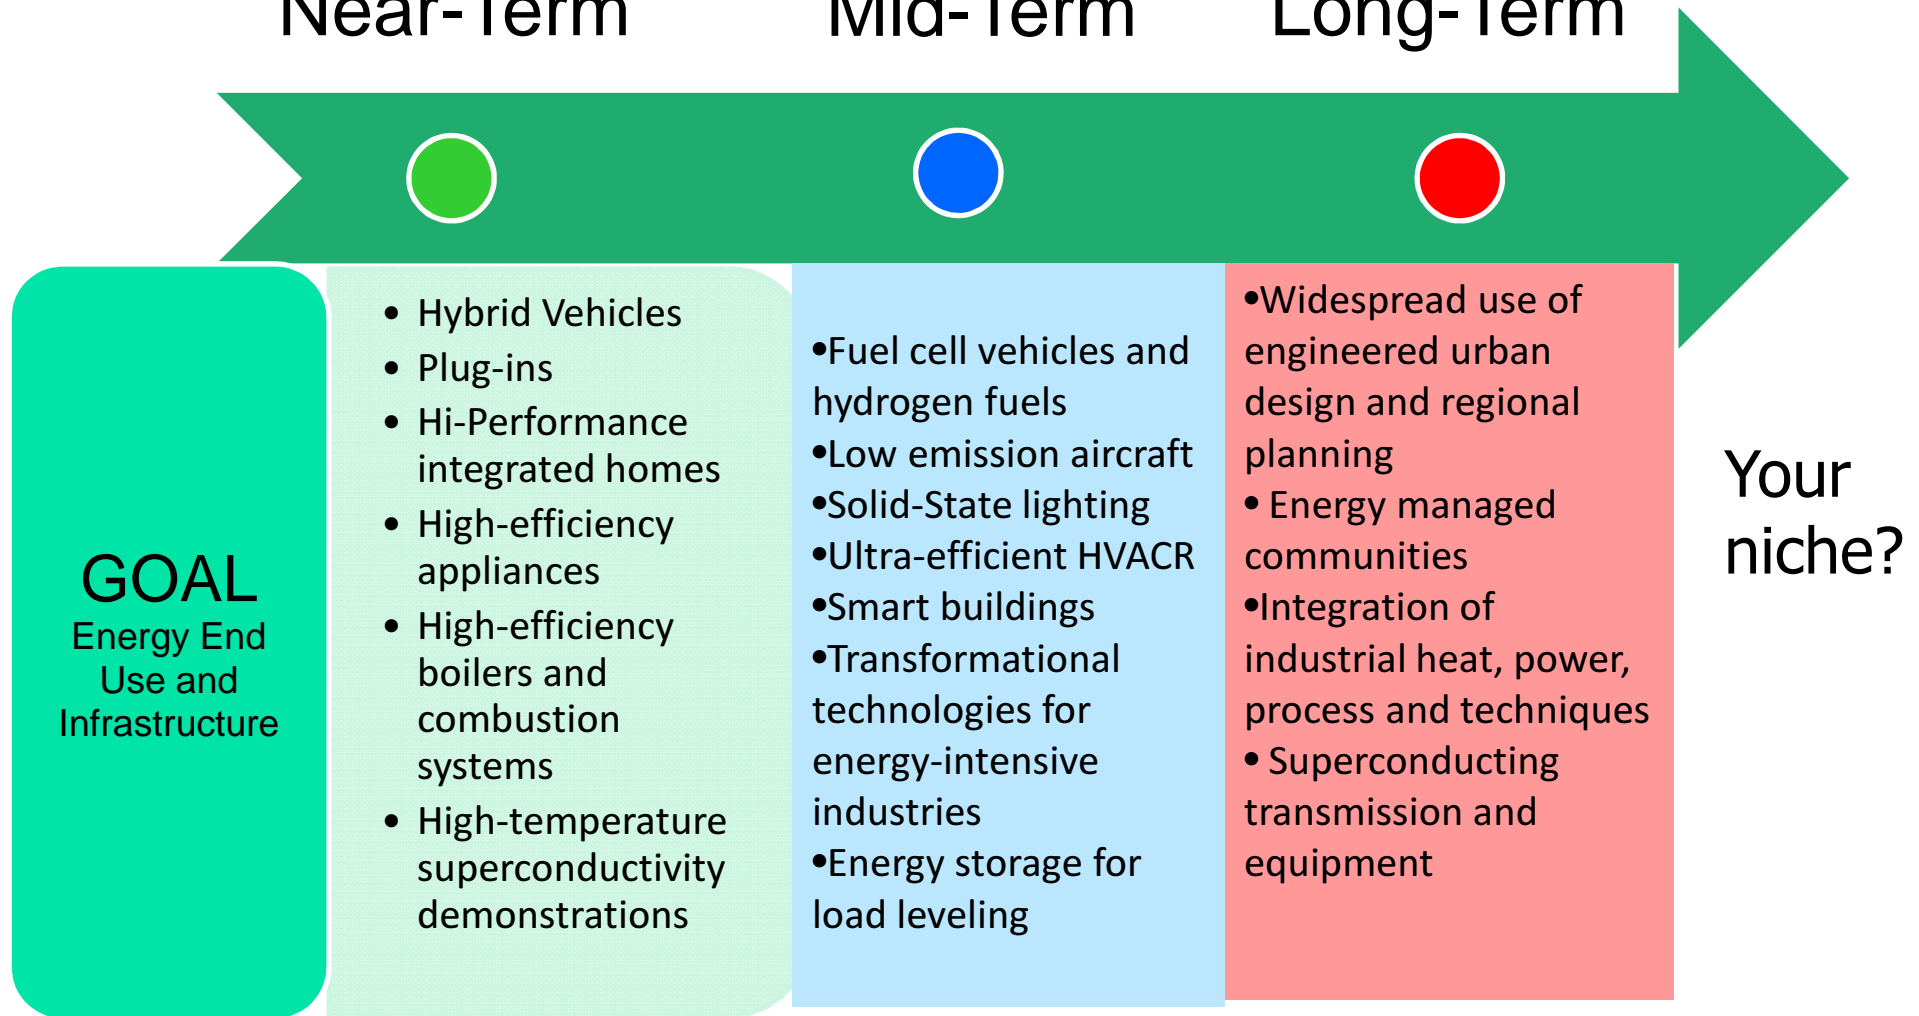 Near-Term
Mid-Term
Long-Term
GOAL
Energy End
Use and
Infrastructure
• Hybrid Vehicles
• Plug-ins
• Hi-Performance
integrated homes
• High-efficiency
appliances
• High-efficiency
boilers and
combustion
systems
• High-temperature
superconductivity
demonstrations
•Fuel cell vehicles and
hydrogen fuels
•Low emission aircraft
•Solid-State lighting
•Ultra-efficient HVACR
•Smart buildings
•Transformational
technologies for
energy-intensive
industries
•Energy storage for
load leveling
•Widespread use of
engineered urban
design and regional
planning
• Energy managed
communities
•Integration of
industrial heat, power,
process and techniques
• Superconducting
transmission and
equipment
Your
niche?